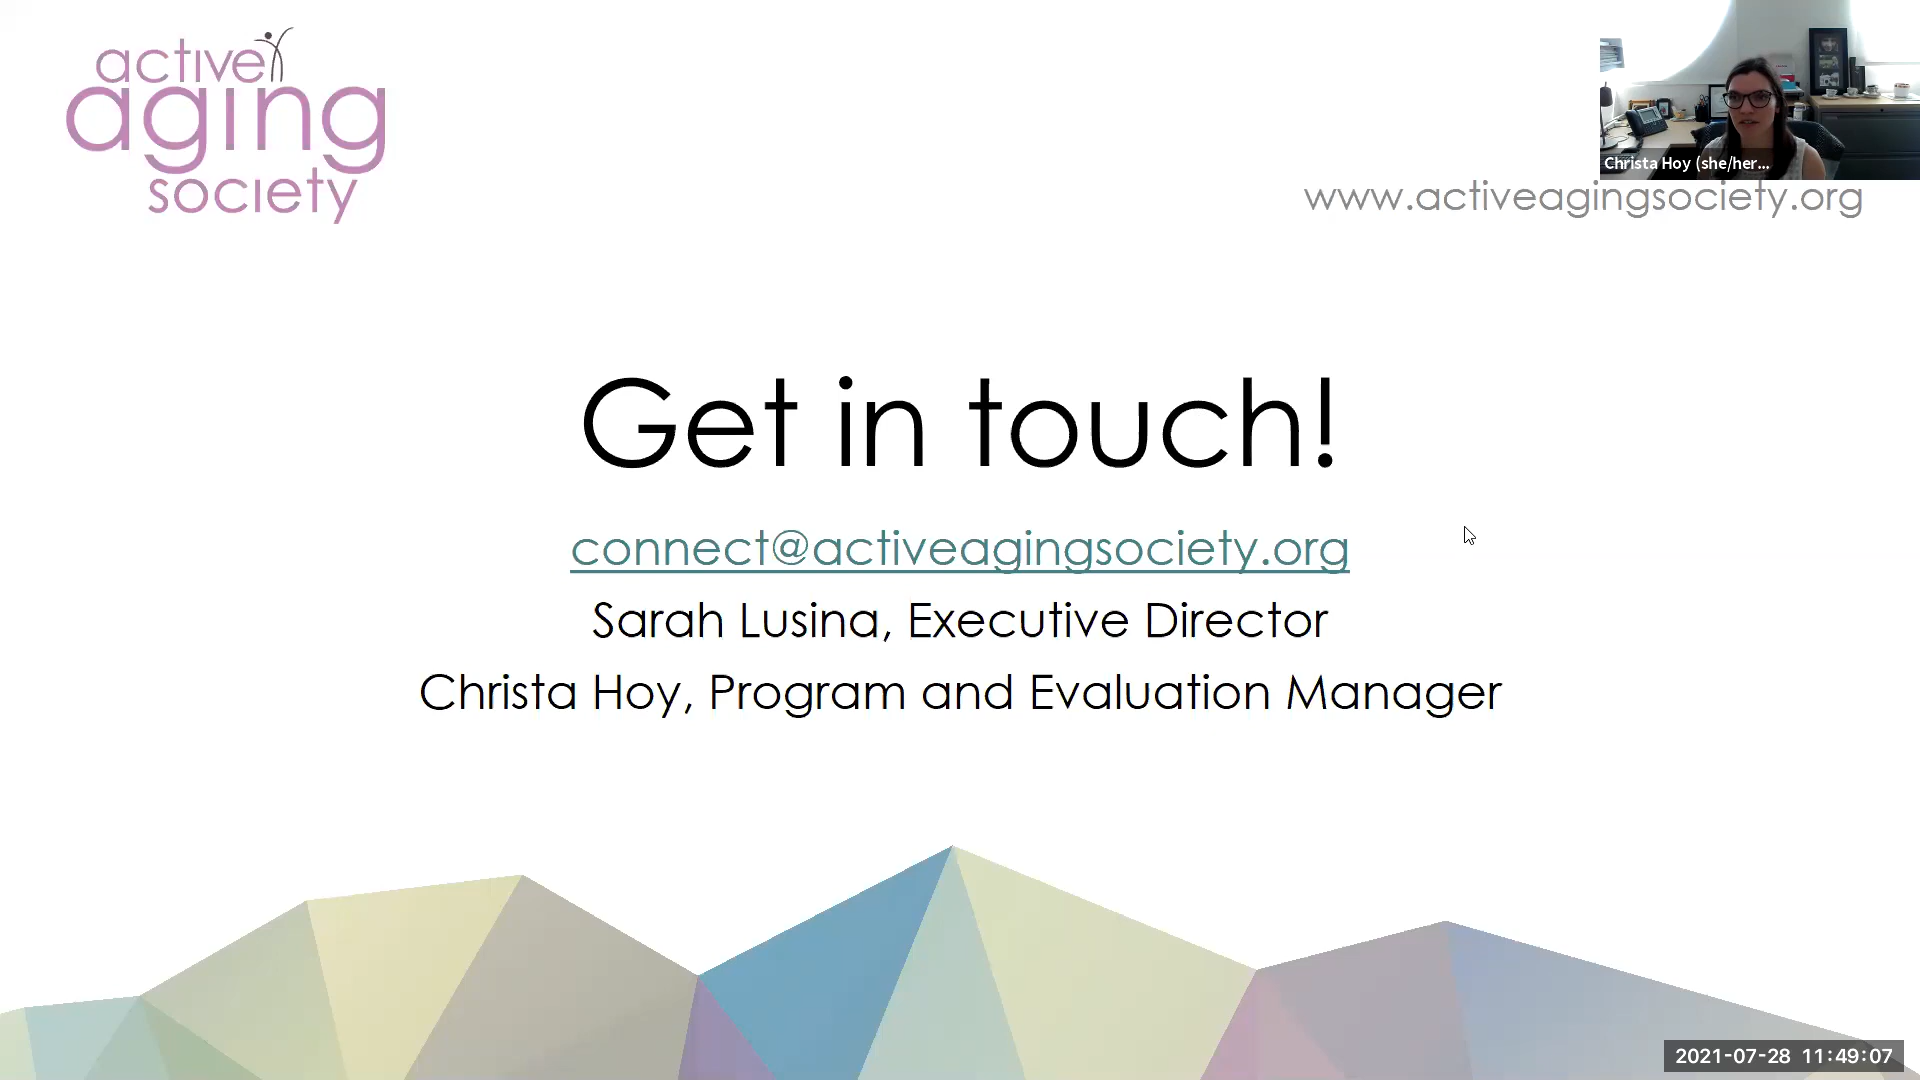 active
aging
society
Christa Hoy (she/her...
www.activeagingsociety.org
Get in touch!
connect@activeagingsociety.org
Sarah Lusina, Executive Director
Christa Hoy, Program and Evaluation Manager
2021-07-28 11:49:07